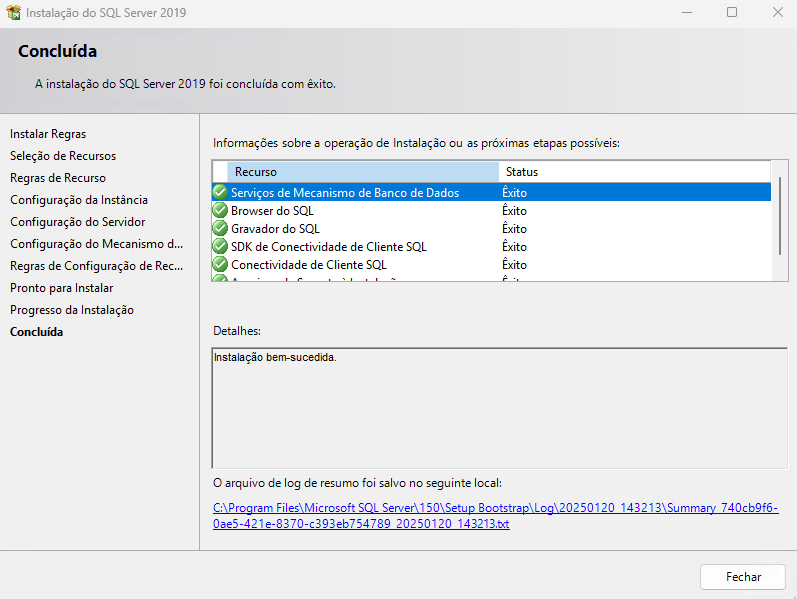 Instalação do SQL Server 2019
Concluída
A instalação do SQL Server 2019 foi concluída com êxito.
Instalar Regras
Seleção de Recursos
Regras de Recurso
Configuração da Instância
Configuração do Servidor
Configuração do Mecanismo d...
Regras de Configuração de Rec...
Pronto para Instalar
Progresso da Instalação
Concluída
Informações sobre a operação de Instalação ou as próximas etapas possíveis:
Recurso Status
Serviços de Mecanismo de Banco de Dados Êxito
Browser do SQL Êxito
Gravador do SQL Êxito
SDK de Conectividade de Cliente SQL Êxito
Conectividade de Cliente SQL Êxito
Detalhes:
Instalação bem-sucedida.
O arquivo de log de resumo foi salvo no seguinte local:
C:\Program Files\Microsoft SQL Server\150\Setup Bootstrap\Log\20250120_143213\Summary_740cb9f6-
0ae5-421e-8370-c393eb754789_20250120_143213.txt
Fechar